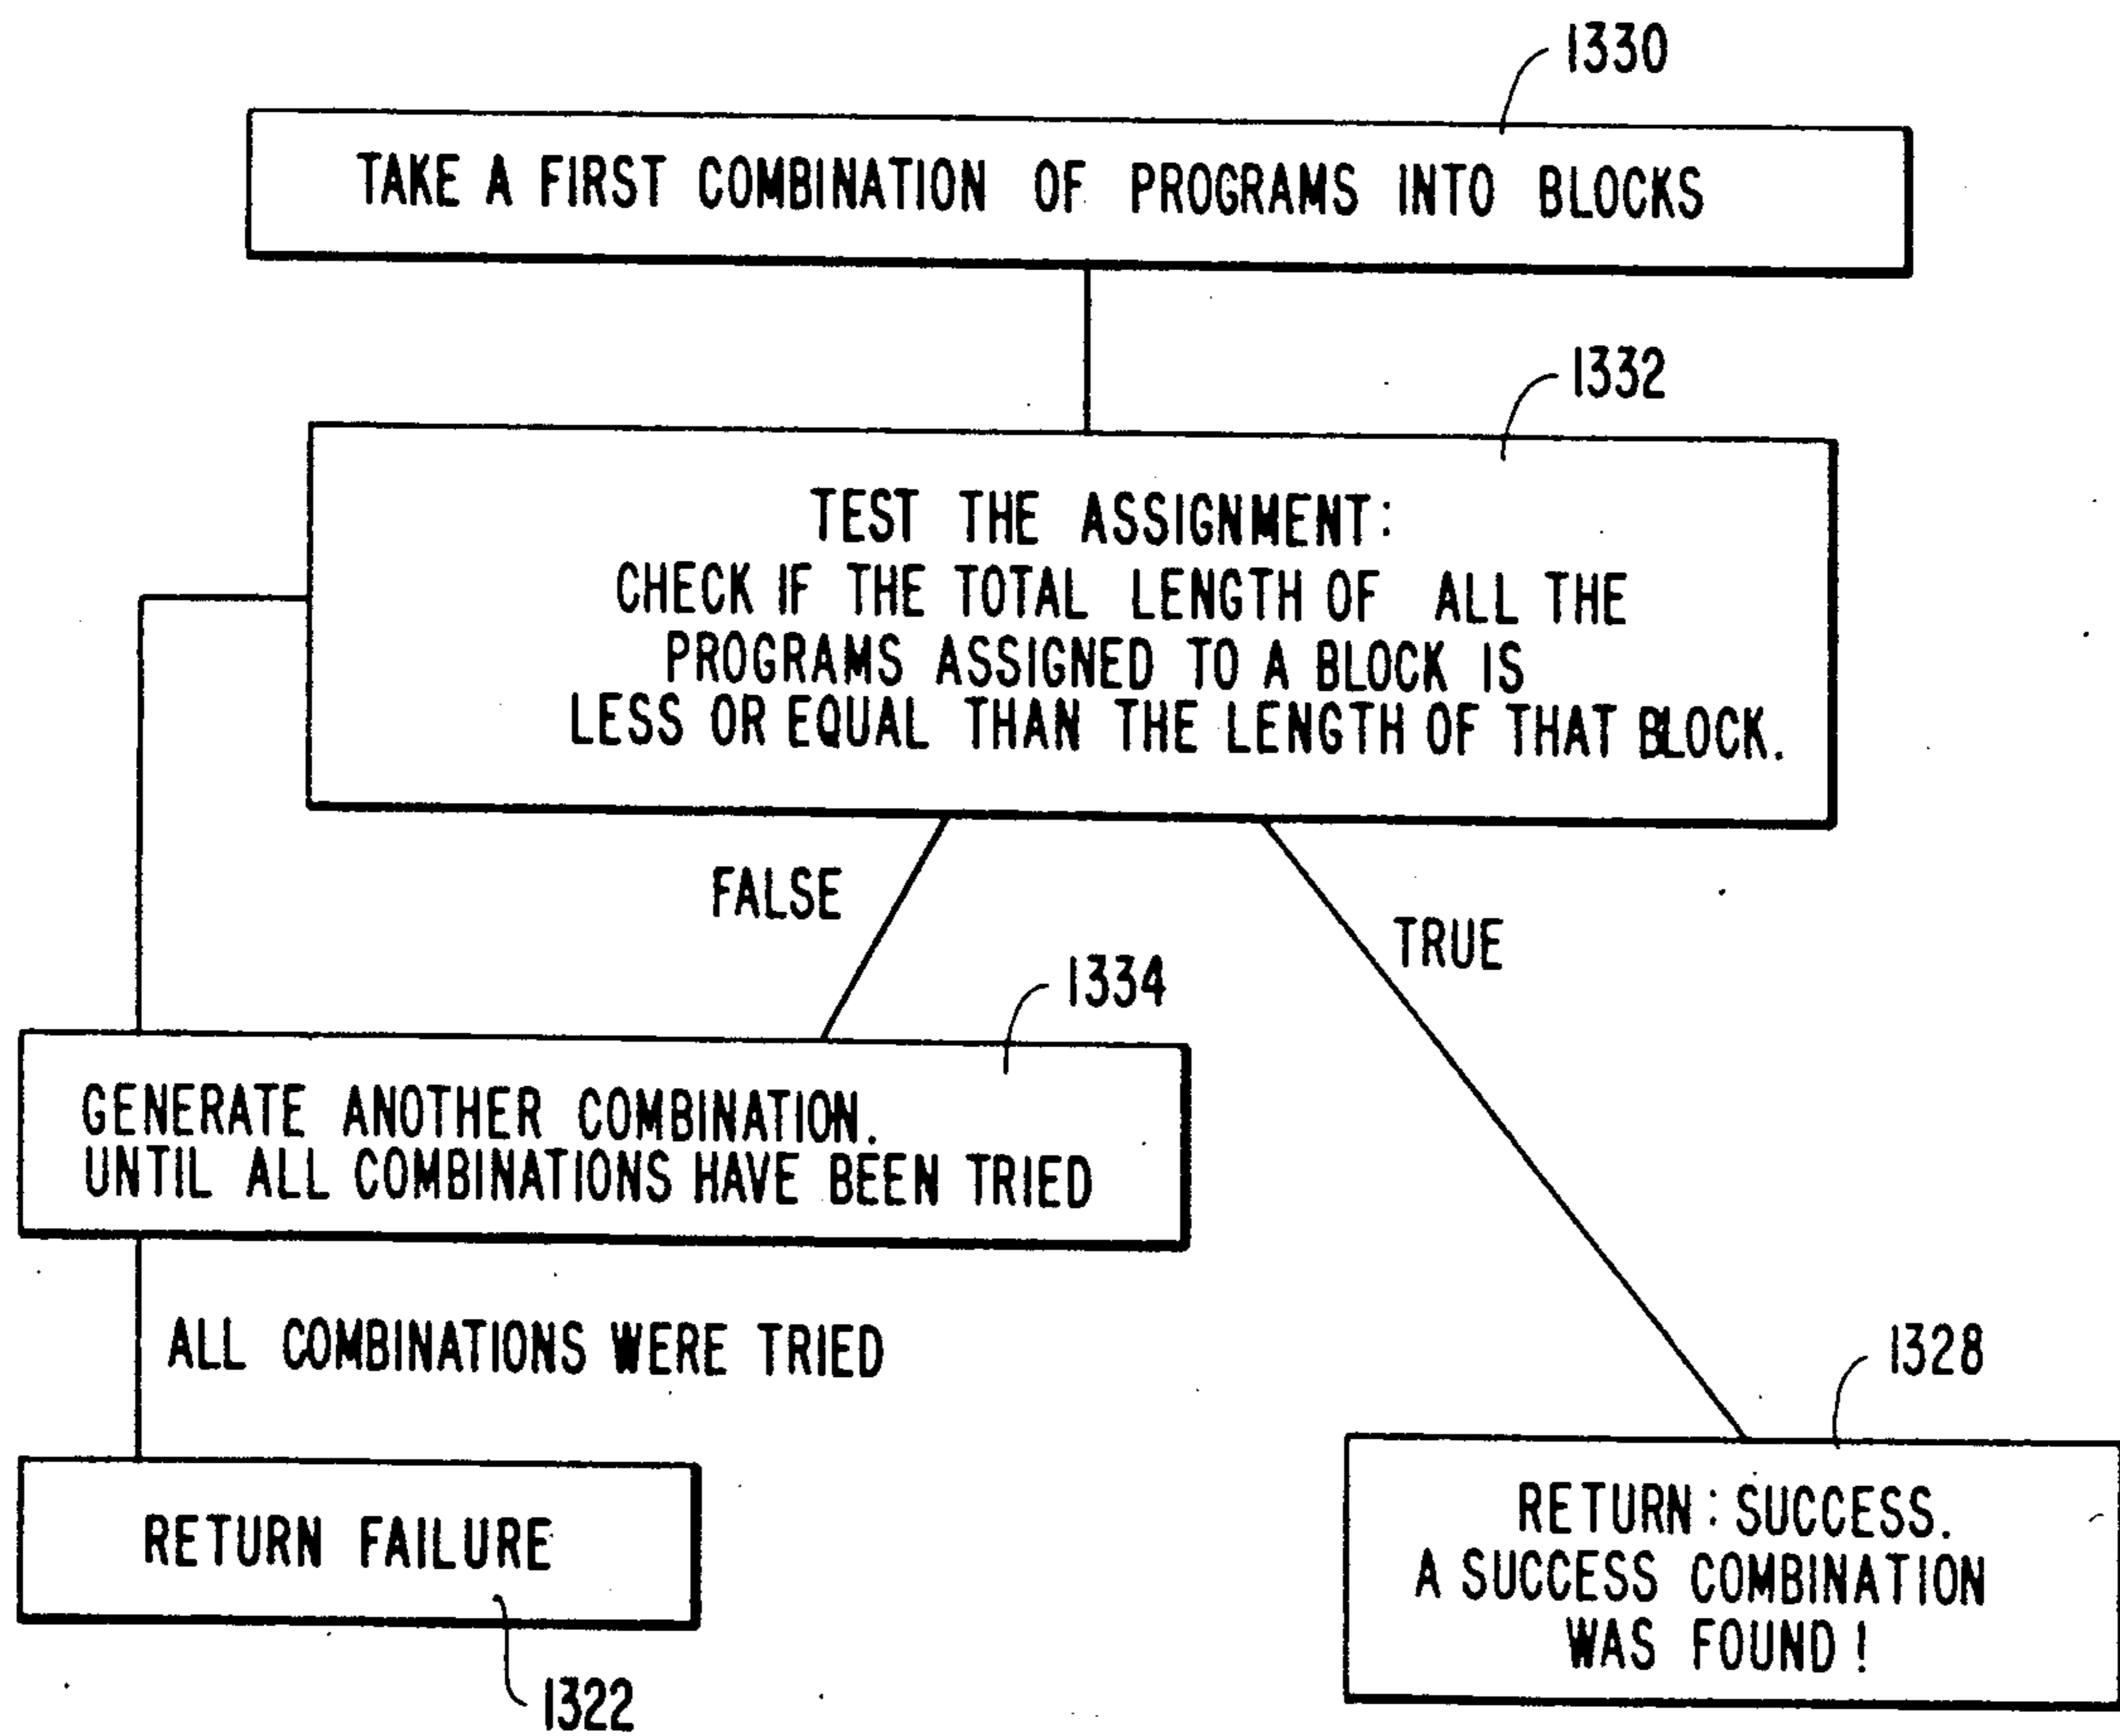 1330
TAKE A FIRST COMBINATION OF PROGRAMS INTO BLOCKS
1332
TEST THE ASSIGNMENT:
CHECK IF THE TOTAL LENGTH OF ALL THE
PROGRAMS ASSIGNED TO A BLOCK IS
LESS OR EQUAL THAN THE LENGTH OF THAT BLOCK.
FALSE
TRUE
1334
GENERATE ANOTHER COMBINATION.
UNTIL ALL COMBINATIONS HAVE BEEN TRIED
ALL COMBINATIONS WERE TRIED
1328
RETURN FAILURE
1322
RETURN: SUCCESS.
A SUCCESS COMBINATION
WAS FOUND!